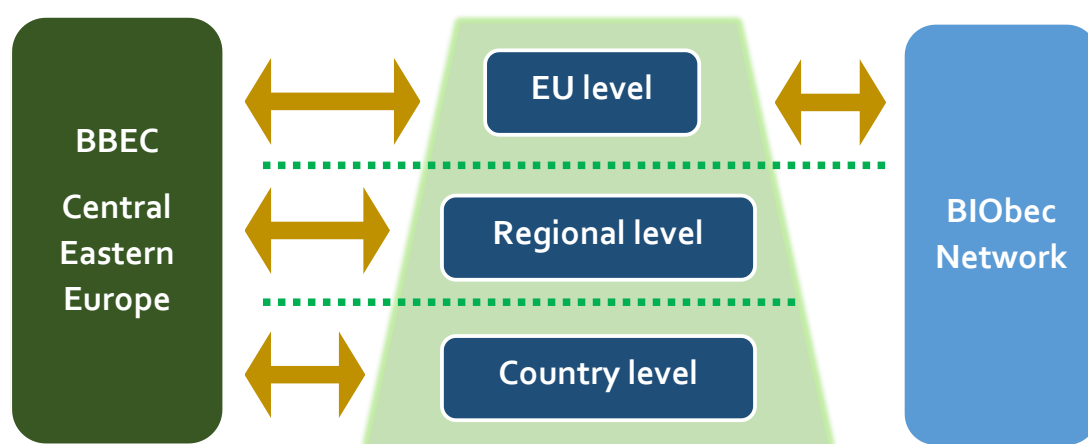 BBEC
Central
Eastern
Europe
EU level
Regional level
Country level
BIObec
Network